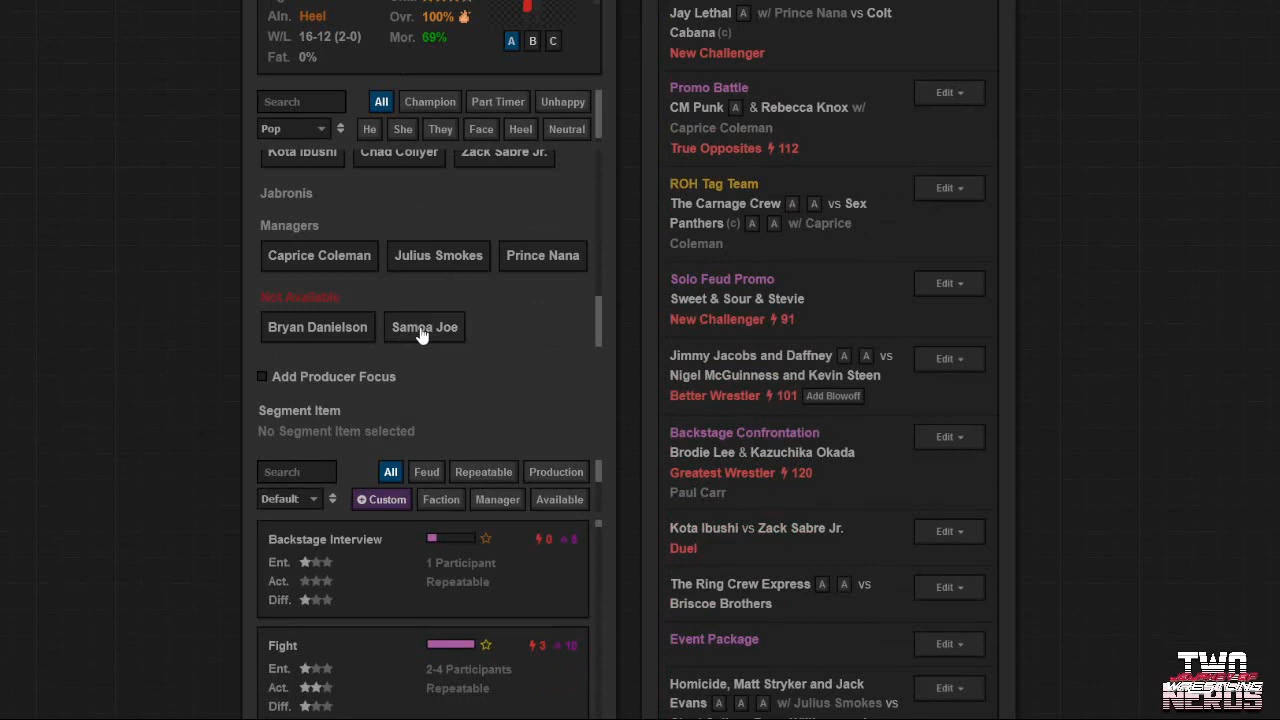 Aln. Heel
Ovr. 100%
W/L 16-12 (2-0)
Mor. 69%
A B C
Fat. 0%
Search All Champion Part Timer Unhappy
Pop He She They Face Heel Neutral
Kota Ibushi Chad Collyer Zack Sabre Jr.
Jabronis
Managers
Caprice Coleman Julius Smokes Prince Nana
Not Available
Bryan Danielson Samoa Joe
Add Producer Focus
Segment Item
No Segment Item selected
Search All Feud Repeatable Production
Default Custom Faction Manager Available
Backstage Interview 0 6
Ent. 1 Participant
Act. Repeatable
Diff.
Fight 3 10
Ent. 2-4 Participants
Act. Repeatable
Diff.
Jay Lethal A w/ Prince Nana vs Colt
Cabana (c)
New Challenger
Promo Battle Edit
CM Punk A & Rebecca Knox w/
Caprice Coleman
True Opposites 112
ROH Tag Team Edit
The Carnage Crew A A vs Sex
Panthers (c) A A w/ Caprice
Coleman
Solo Feud Promo Edit
Sweet & Sour & Stevie
New Challenger 91
Jimmy Jacobs and Daffney A A vs Edit
Nigel McGuinness and Kevin Steen
Better Wrestler 101 Add Blowoff
Backstage Confrontation Edit
Brodie Lee & Kazuchika Okada
Greatest Wrestler 120
Paul Carr
Kota Ibushi vs Zack Sabre Jr. Edit
Duel
The Ring Crew Express A A vs Edit
Briscoe Brothers
Event Package Edit
Homicide, Matt Stryker and Jack Edit
Evans A A A w/ Julius Smokes vs
TWO
WRESTLING
NERDS